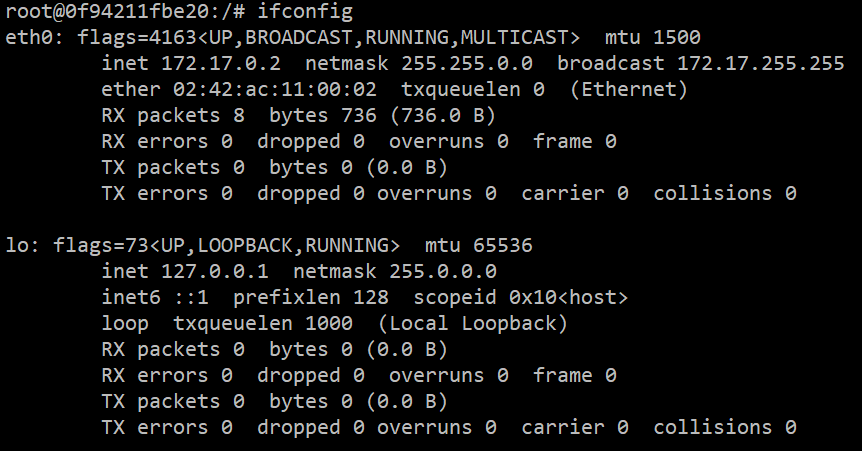 root@0f94211fbe20:/# ifconfig
eth0: flags=4163<UP,BROADCAST,RUNNING,MULTICAST>  mtu 1500
        inet 172.17.0.2  netmask 255.255.0.0  broadcast 172.17.255.255
        ether 02:42:ac:11:00:02  txqueuelen 0  (Ethernet)
        RX packets 8  bytes 736 (736.0 B)
        RX errors 0  dropped 0  overruns 0  frame 0
        TX packets 0  bytes 0 (0.0 B)
        TX errors 0  dropped 0 overruns 0  carrier 0  collisions 0

lo: flags=73<UP,LOOPBACK,RUNNING>  mtu 65536
        inet 127.0.0.1  netmask 255.0.0.0
        inet6 ::1  prefixlen 128  scopeid 0x10<host>
        loop  txqueuelen 1000  (Local Loopback)
        RX packets 0  bytes 0 (0.0 B)
        RX errors 0  dropped 0  overruns 0  frame 0
        TX packets 0  bytes 0 (0.0 B)
        TX errors 0  dropped 0 overruns 0  carrier 0  collisions 0